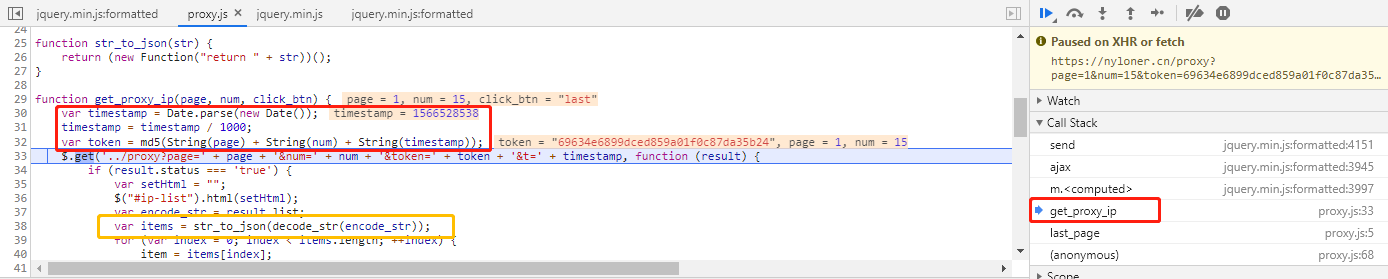 jquery.min.js:formatted proxy.js × jquery.min.js jquery.min.js:formatted
24
25 function str_to_json(str) {
26 return (new Function("return " + str))();
27 }
28
29 function get_proxy_ip(page, num, click_btn) { page = 1, num = 15, click_btn = "last"
30 var timestamp = Date.parse(new Date()); timestamp = 1566528538
31 timestamp = timestamp / 1000;
32 var token = md5(String(page) + String(num) + String(timestamp)); token = "69634e6899dced859a01f0c87da35b24", page = 1, num = 15
33 $.get('../proxy?page=' + page + '&num=' + num + '&token=' + token + '&t=' + timestamp, function (result) {
34 if (result.status === 'true') {
35 var setHtml = "";
36 $("#ip-list").html(setHtml);
37 var encode_str = result.list;
38 var items = str_to_json(decode_str(encode_str));
39 for (var index = 0; index < items.length; ++index) {
40 item = items[index];
41
Paused on XHR or fetch
https://nyloner.cn/proxy?
page=1&num=15&token=69634e6899dced859a01f0c87da35…
Watch
Call Stack
send jquery.min.js:formatted:4151
ajax jquery.min.js:formatted:3945
m.<computed> jquery.min.js:formatted:3997
get_proxy_ip proxy.js:33
last_page proxy.js:5
(anonymous) proxy.js:68
Scope